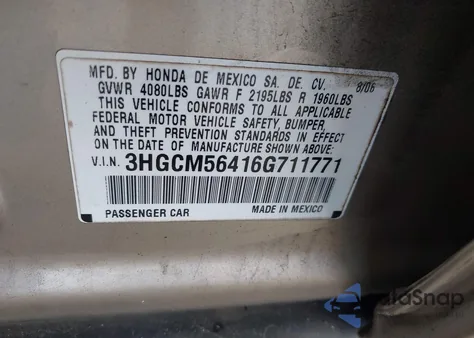 MFD. BY HONDA DE MEXICO SA. DE. CV. 8/06
GVWR 4080LBS GAWR F 2195LBS R 1960LBS
THIS VEHICLE CONFORMS TO ALL APPLICABLE
FEDERAL MOTOR VEHICLE SAFETY, BUMPER,
AND THEFT PREVENTION STANDARDS IN EFFECT
ON THE DATE OF MANUFACTURE SHOWN ABOVE.
V.I.N. 3HGCM56416G711771
PASSENGER CAR MADE IN MEXICO
DataSnap